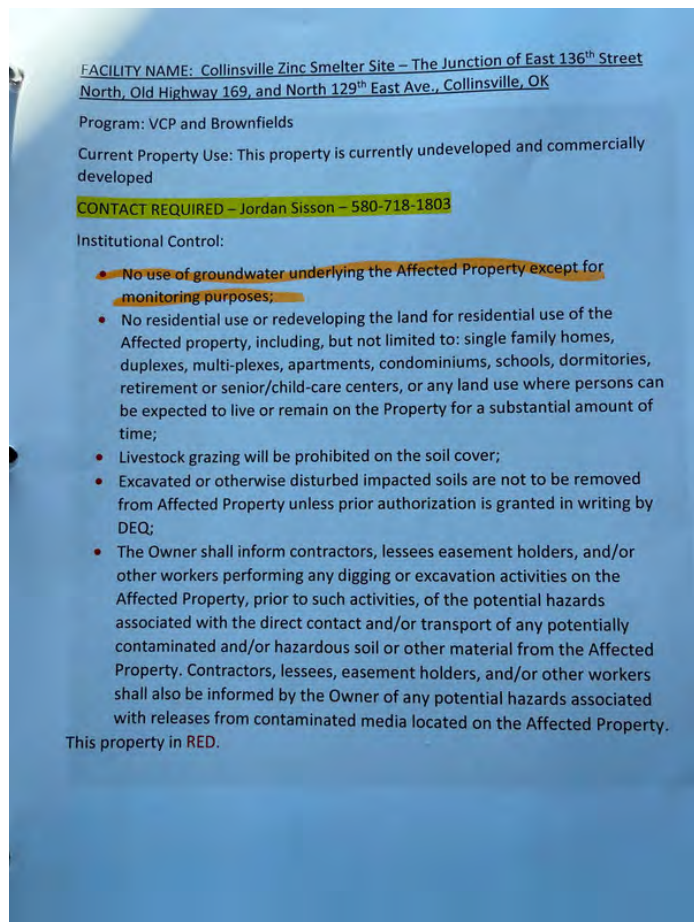 FACILITY NAME: Collinsville Zinc Smelter Site – The Junction of East 136th Street
North, Old Highway 169, and North 129th East Ave., Collinsville, OK
Program: VCP and Brownfields
Current Property Use: This property is currently undeveloped and commercially
developed
CONTACT REQUIRED – Jordan Sisson – 580-718-1803
Institutional Control:
• No use of groundwater underlying the Affected Property except for
monitoring purposes;
• No residential use or redeveloping the land for residential use of the
Affected property, including, but not limited to: single family homes,
duplexes, multi-plexes, apartments, condominiums, schools, dormitories,
retirement or senior/child-care centers, or any land use where persons can
be expected to live or remain on the Property for a substantial amount of
time;
• Livestock grazing will be prohibited on the soil cover;
• Excavated or otherwise disturbed impacted soils are not to be removed
from Affected Property unless prior authorization is granted in writing by
DEQ;
• The Owner shall inform contractors, lessees easement holders, and/or
other workers performing any digging or excavation activities on the
Affected Property, prior to such activities, of the potential hazards
associated with the direct contact and/or transport of any potentially
contaminated and/or hazardous soil or other material from the Affected
Property. Contractors, lessees, easement holders, and/or other workers
shall also be informed by the Owner of any potential hazards associated
with releases from contaminated media located on the Affected Property.
This property in RED.